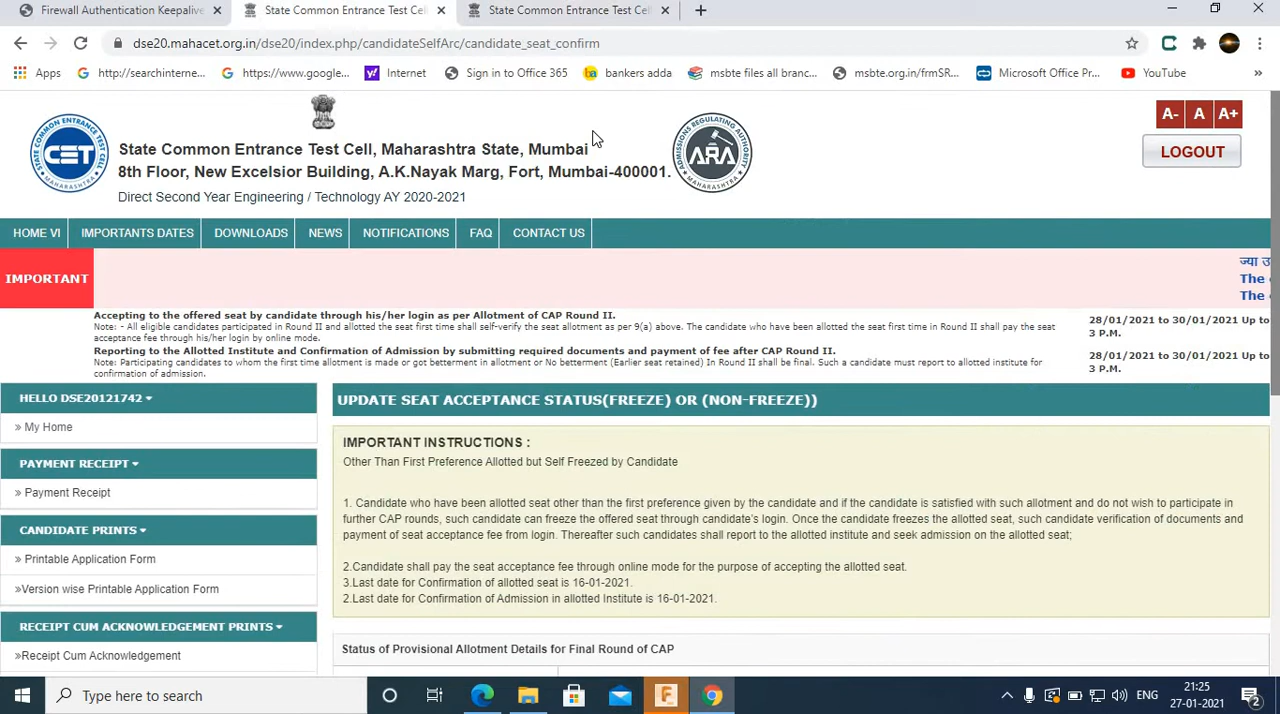 Firewall Authentication Keepalive
State Common Entrance Test Cell
State Common Entrance Test Cell
dse20.mahacet.org.in/dse20/index.php/candidateSelfArc/candidate_seat_confirm
Apps
http://searchinterne...
https://www.google...
Internet
Sign in to Office 365
bankers adda
msbte files all branc...
msbte.org.in/frmSR...
Microsoft Office Pr...
YouTube
CET
STATE COMMON ENTRANCE TEST CELL
MAHARASHTRA
State Common Entrance Test Cell, Maharashtra State, Mumbai
8th Floor, New Excelsior Building, A.K.Nayak Marg, Fort, Mumbai-400001.
Direct Second Year Engineering / Technology AY 2020-2021
ADMISSIONS REGULATING AUTHORITY
ARA
MAHARASHTRA
A- A A+
LOGOUT
HOME VI
IMPORTANTS DATES
DOWNLOADS
NEWS
NOTIFICATIONS
FAQ
CONTACT US
IMPORTANT
ज्या उ
The
The
Accepting to the offered seat by candidate through his/her login as per Allotment of CAP Round II.
Note: - All eligible candidates participated in Round II and allotted the seat first time shall self-verify the seat allotment as per 9(a) above. The candidate who have been allotted the seat first time in Round II shall pay the seat
acceptance fee through his/her login by online mode.
28/01/2021 to 30/01/2021 Up to
3 P.M.
Reporting to the Allotted Institute and Confirmation of Admission by submitting required documents and payment of fee after CAP Round II.
Note: Participating candidates to whom the first time allotment is made or got betterment in allotment or No betterment (Earlier seat retained) In Round II shall be final. Such a candidate must report to allotted institute for
confirmation of admission.
28/01/2021 to 30/01/2021 Up to
3 P.M.
HELLO DSE20121742
» My Home
PAYMENT RECEIPT
» Payment Receipt
CANDIDATE PRINTS
» Printable Application Form
»Version wise Printable Application Form
RECEIPT CUM ACKNOWLEDGEMENT PRINTS
»Receipt Cum Acknowledgement
UPDATE SEAT ACCEPTANCE STATUS(FREEZE) OR (NON-FREEZE))
IMPORTANT INSTRUCTIONS :
Other Than First Preference Allotted but Self Freezed by Candidate
1. Candidate who have been allotted seat other than the first preference given by the candidate and if the candidate is satisfied with such allotment and do not wish to participate in
further CAP rounds, such candidate can freeze the offered seat through candidate's login. Once the candidate freezes the allotted seat, such candidate verification of documents and
payment of seat acceptance fee from login. Thereafter such candidates shall report to the allotted institute and seek admission on the allotted seat;
2.Candidate shall pay the seat acceptance fee through online mode for the purpose of accepting the allotted seat.
3.Last date for Confirmation of allotted seat is 16-01-2021.
2.Last date for Confirmation of Admission in allotted Institute is 16-01-2021.
Status of Provisional Allotment Details for Final Round of CAP
Type here to search
ENG
21:25
27-01-2021
2